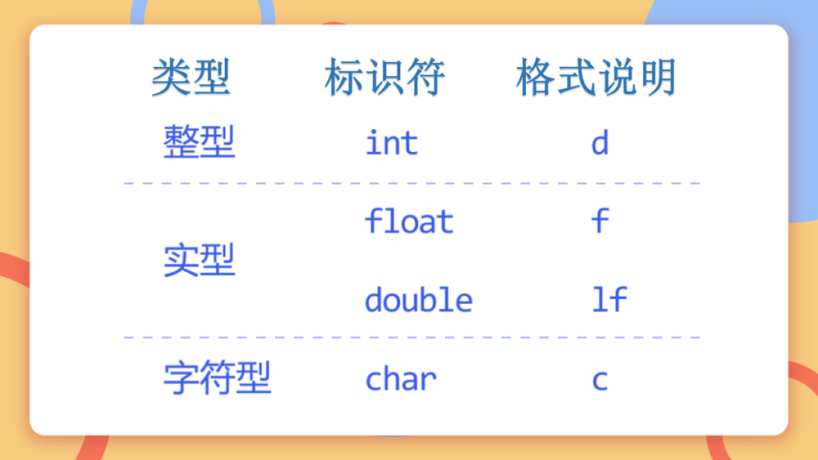 类型 标识符 格式说明
整型 int d
float f
实型
double lf
字符型 char c